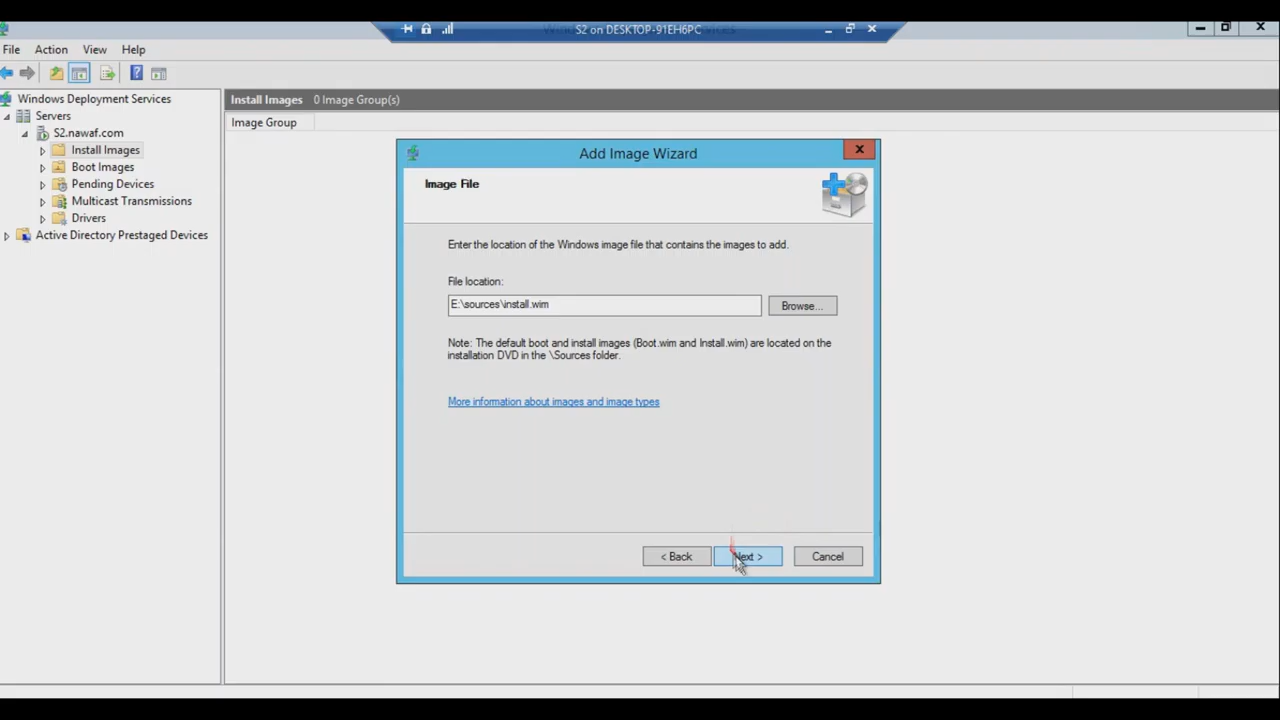 S2 on DESKTOP-91EH6PC
File Action View Help
Windows Deployment Services
Servers
S2.nawaf.com
Install Images
Boot Images
Pending Devices
Multicast Transmissions
Drivers
Active Directory Prestaged Devices
Install Images 0 Image Group(s)
Image Group
Add Image Wizard
Image File
Enter the location of the Windows image file that contains the images to add.
File location:
E:\sources\install.wim
Browse...
Note: The default boot and install images (Boot.wim and Install.wim) are located on the
installation DVD in the \Sources folder.
More information about images and image types
< Back Next > Cancel